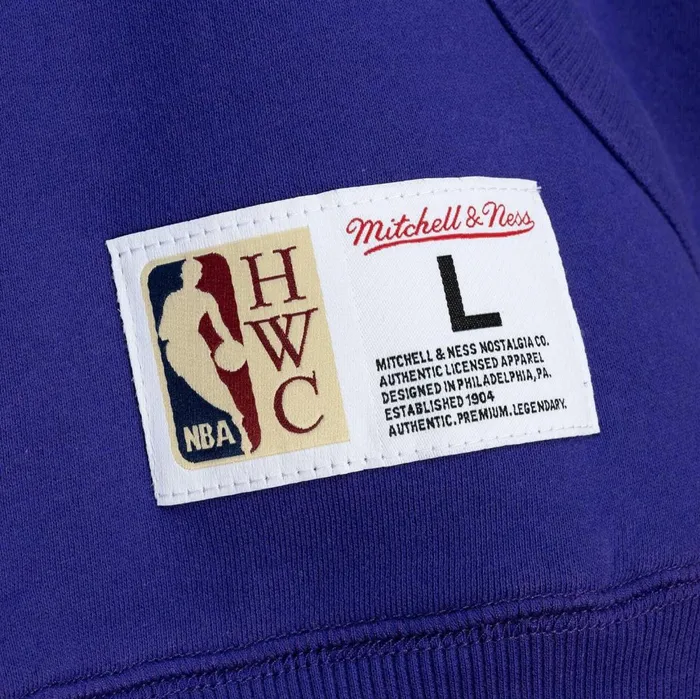 H
W
C
NBA
Mitchell & Ness
L
MITCHELL & NESS NOSTALGIA CO.
AUTHENTIC LICENSED APPAREL
DESIGNED IN PHILADELPHIA, PA.
ESTABLISHED 1904
AUTHENTIC.PREMIUM.LEGENDARY.